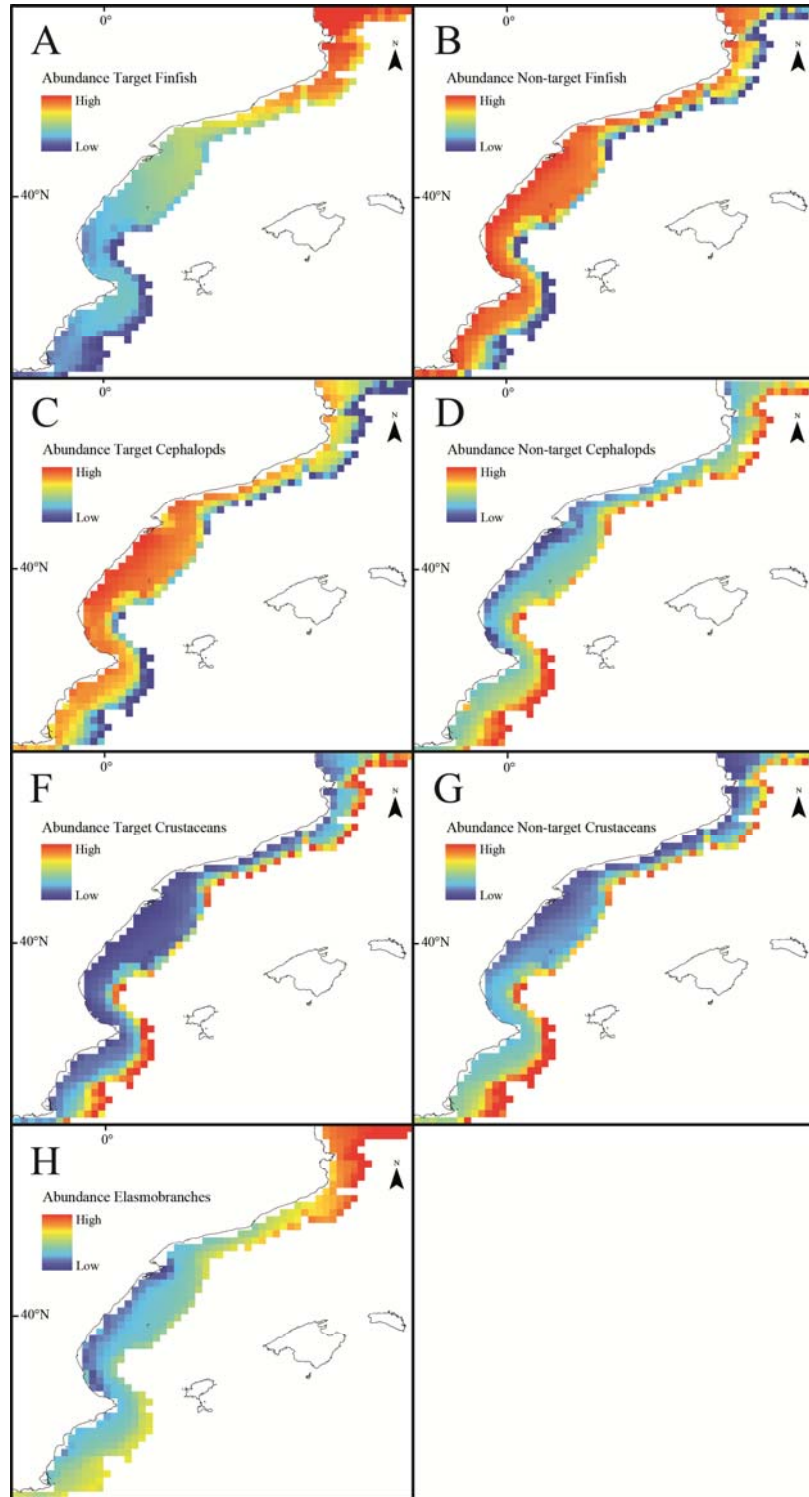 0°
A
N
Abundance Target Finfish
High
Low
40°N
0°
B
N
Abundance Non-target Finfish
High
Low
40°N
0°
C
N
Abundance Target Cephalopds
High
Low
40°N
0°
D
N
Abundance Non-target Cephalopds
High
Low
40°N
0°
F
N
Abundance Target Crustaceans
High
Low
40°N
0°
G
N
Abundance Non-target Crustaceans
High
Low
40°N
0°
H
N
Abundance Elasmobranches
High
Low
40°N